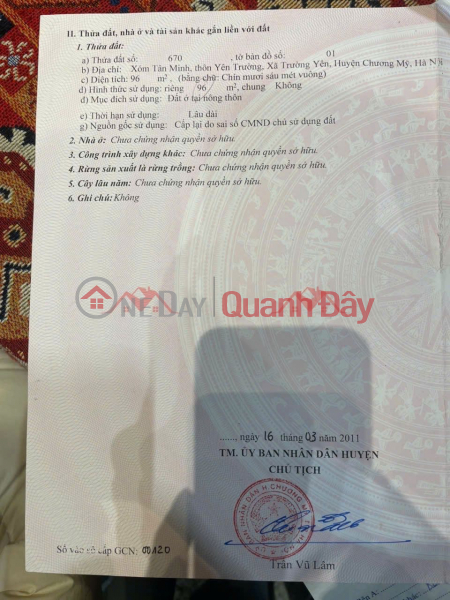 II. Thửa đất, nhà ở và tài sản khác gắn liền với đất
1. Thửa đất:
a) Thửa đất số: 670 , tờ bản đồ số: 01
b) Địa chỉ: Xóm Tân Minh, thôn Yên Trường, Xã Trường Yên, Huyện Chương Mỹ, Hà Nội
c) Diện tích: 96 m², (bằng chữ: Chín mươi sáu mét vuông)
d) Hình thức sử dụng: riêng 96 m², chung Không
đ) Mục đích sử dụng: Đất ở tại nông thôn
e) Thời hạn sử dụng: Lâu dài
g) Nguồn gốc sử dụng: Cấp lại do sai số CMND chủ sử dụng đất
2. Nhà ở: Chưa chứng nhận quyền sở hữu.
3. Công trình xây dựng khác: Chưa chứng nhận quyền sở hữu.
4. Rừng sản xuất là rừng trồng: Chưa chứng nhận quyền sở hữu.
5. Cây lâu năm: Chưa chứng nhận quyền sở hữu.
6. Ghi chú: Không
ONEDAY Quanh Đây
......, ngày 16 tháng 03 năm 2011
TM. ỦY BAN NHÂN DÂN HUYỆN
CHỦ TỊCH
Trần Vũ Lâm
Số vào sổ cấp GCN: 00120